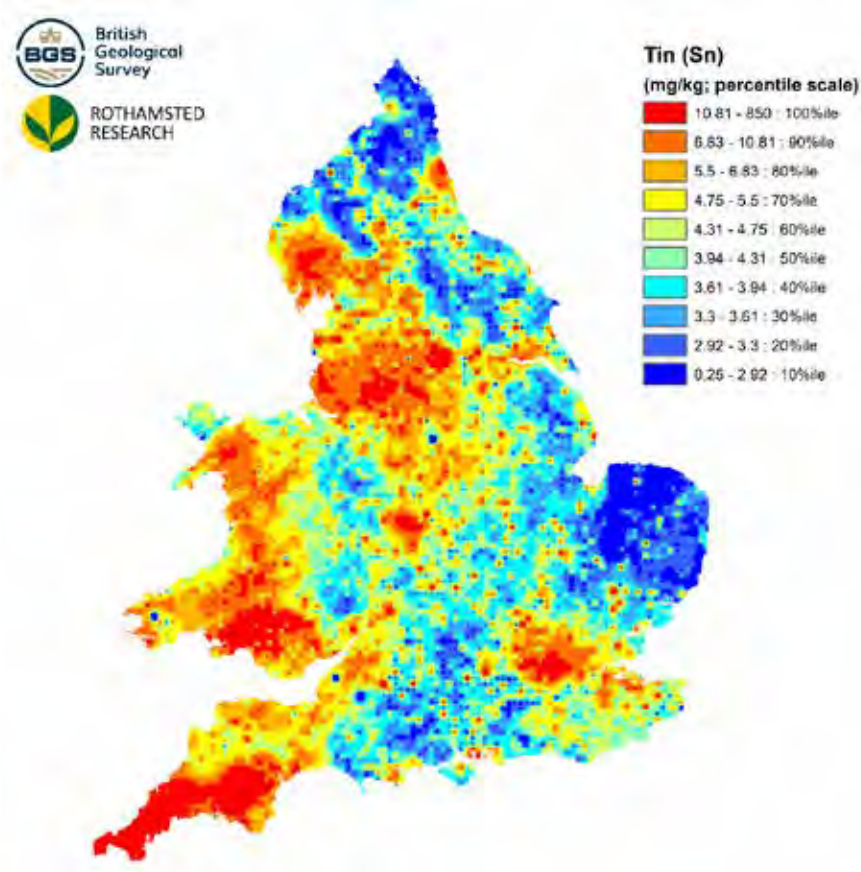 BGS
British
Geological
Survey
ROTHAMSTED
RESEARCH
Tin (Sn)
(mg/kg; percentile scale)
10.81 - 850 : 100%ile
6.83 - 10.81 : 90%ile
5.5 - 6.83 : 80%ile
4.75 - 5.5 : 70%ile
4.31 - 4.75 : 60%ile
3.94 - 4.31 : 50%ile
3.61 - 3.94 : 40%ile
3.3 - 3.61 : 30%ile
2.92 - 3.3 : 20%ile
0.25 - 2.92 : 10%ile